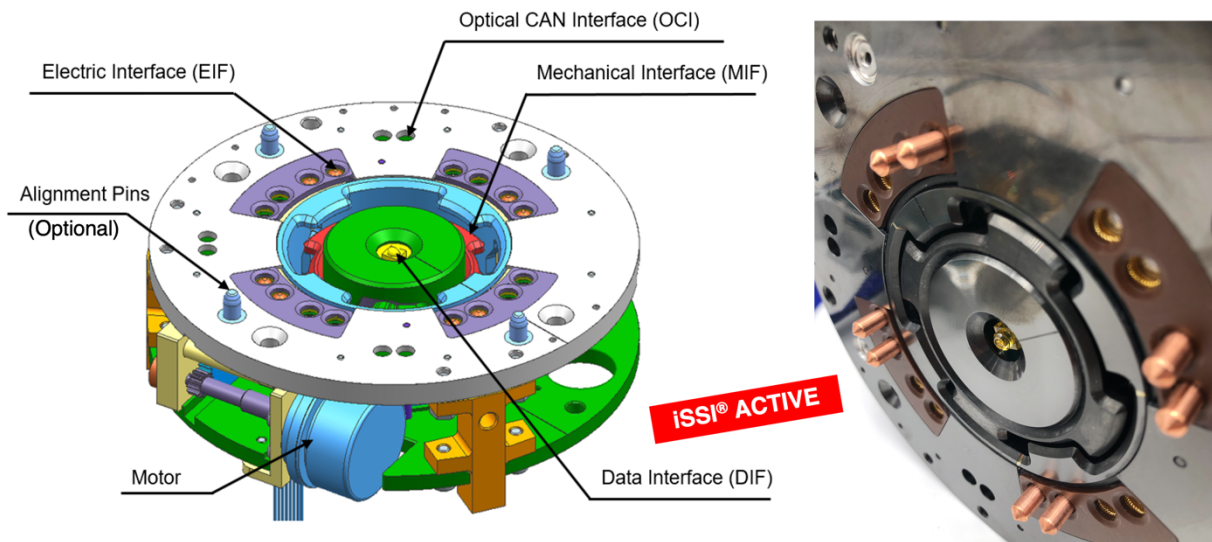 Optical CAN Interface (OCI)
Electric Interface (EIF)
Mechanical Interface (MIF)
Alignment Pins
(Optional)
iSSI® ACTIVE
Motor
Data Interface (DIF)